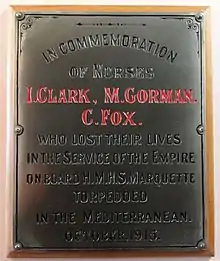 IN COMMEMORATION
OF NURSES
I. CLARK, M. GORMAN.
C. FOX.
WHO LOST THEIR LIVES
IN THE SERVICE OF THE EMPIRE
ON BOARD H.M.H.S. MARQUETTE
TORPEDOED
IN THE MEDITERRANEAN.
OCTOBER. 1915.